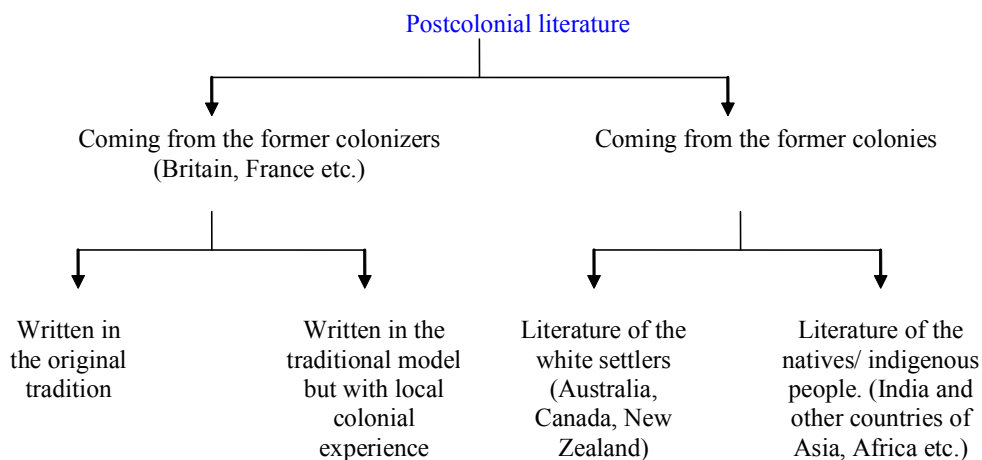 Postcolonial literature
Coming from the former colonizers
(Britain, France etc.)
Coming from the former colonies
Written in
the original
tradition
Written in the
traditional model
but with local
colonial
experience
Literature of the
white settlers
(Australia,
Canada, New
Zealand)
Literature of the
natives/ indigenous
people. (India and
other countries of
Asia, Africa etc.)